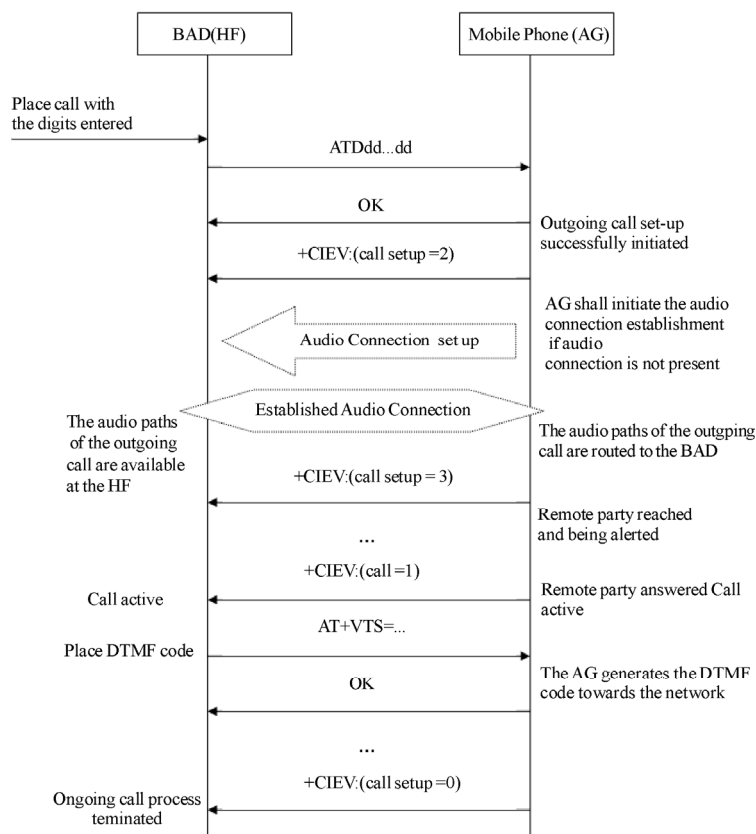 BAD(HF)
Mobile Phone (AG)
Place call with
the digits entered
ATDdd...dd
OK
Outgoing call set-up
successfully initiated
+CIEV:(call setup =2)
AG shall initiate the audio
connection establishment
if audio
connection is not present
Audio Connection set up
Established Audio Connection
The audio paths
of the outgoing
call are available
at the HF
The audio paths of the outgping
call are routed to the BAD
+CIEV:(call setup = 3)
Remote party reached
and being alerted
...
+CIEV:(call =1)
Call active
Remote party answered Call
active
AT+VTS=...
Place DTMF code
The AG generates the DTMF
code towards the network
OK
...
+CIEV:(call setup =0)
Ongoing call process
teminated